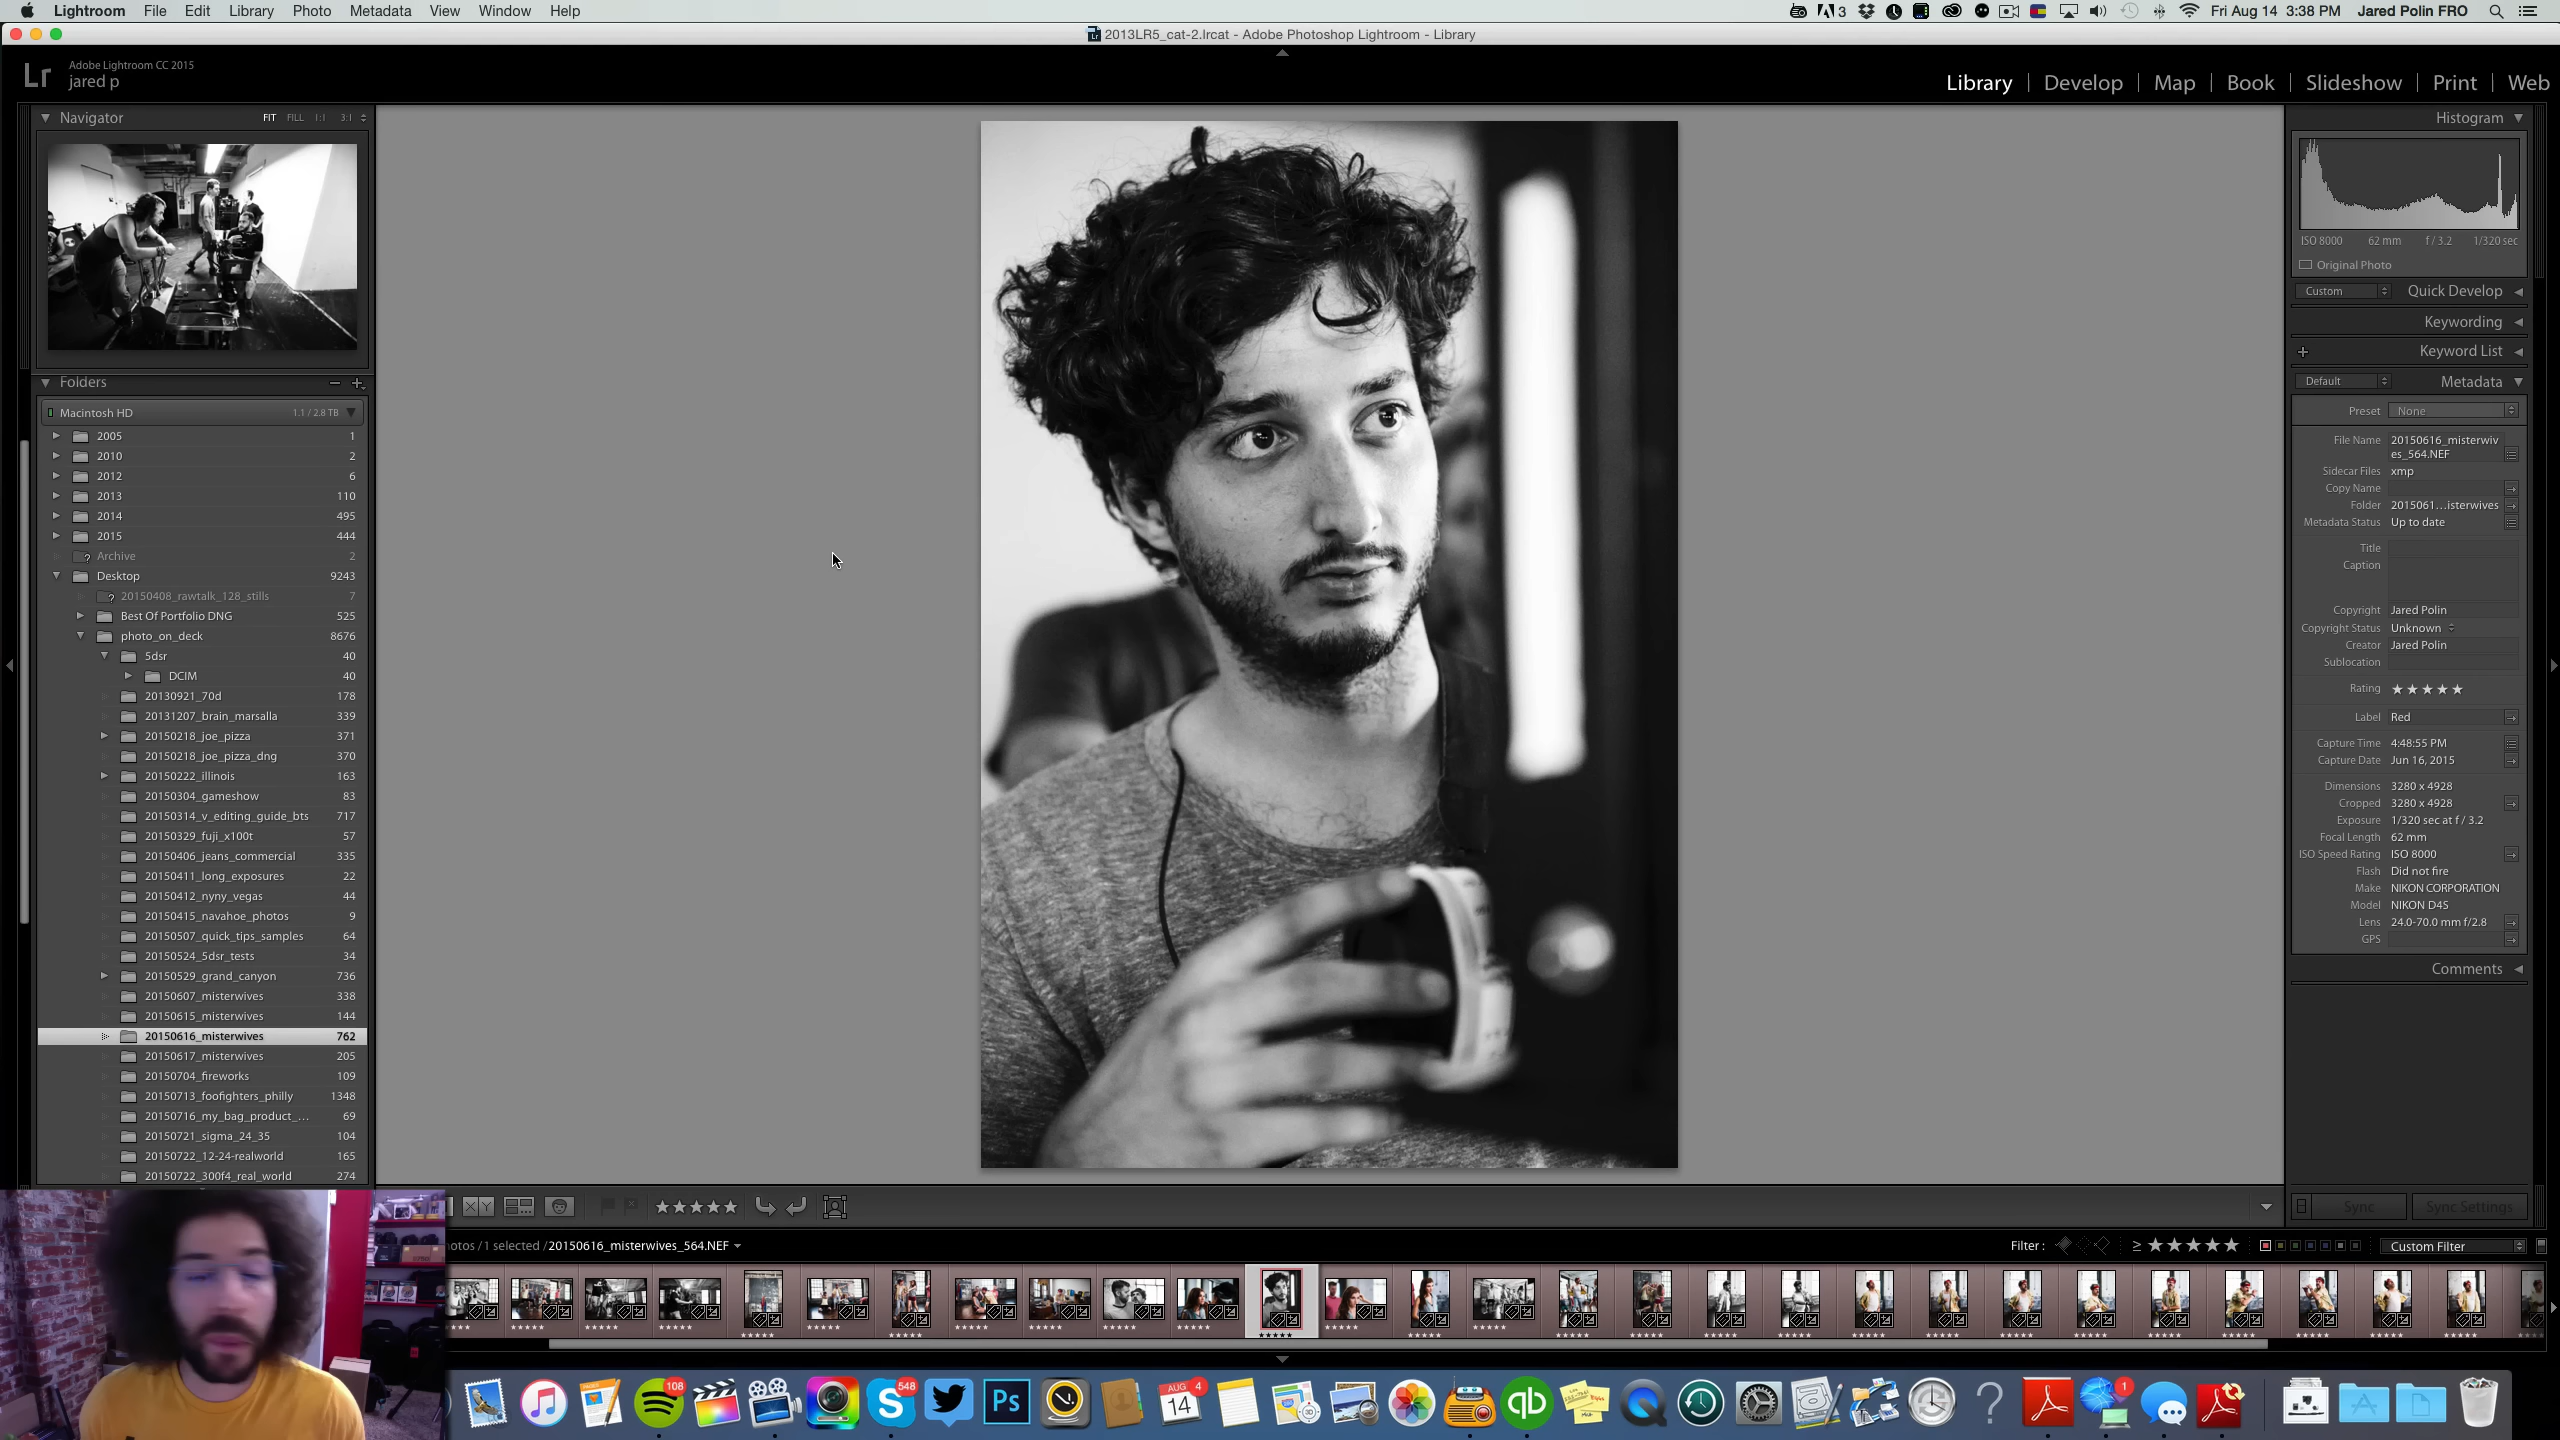 Lightroom File Edit Library Photo Metadata View Window Help 3 Fri Aug 14 3:38 PM Jared Polin FRO
2013LR5_cat-2.lrcat - Adobe Photoshop Lightroom - Library
Lr Adobe Lightroom CC 2015
jared p
Library | Develop | Map | Book | Slideshow | Print | Web
Navigator FIT FILL 1:1 3:1
Folders
Macintosh HD 1.1 / 2.8 TB
2005 1
2010 2
2012 6
2013 110
2014 495
2015 444
Archive 2
Desktop 9243
20150408_rawtalk_128_stills 7
Best Of Portfolio DNG 525
photo_on_deck 8676
5dsr 40
DCIM 40
20130921_70d 178
20131207_brain_marsalla 339
20150218_joe_pizza 371
20150218_joe_pizza_dng 370
20150222_illinois 163
20150304_gameshow 83
20150314_v_editing_guide_bts 717
20150329_fuji_x100t 57
20150406_jeans_commercial 335
20150411_long_exposures 22
20150412_nyny_vegas 44
20150415_navahoe_photos 9
20150507_quick_tips_samples 64
20150524_5dsr_tests 34
20150529_grand_canyon 736
20150607_misterwives 338
20150615_misterwives 144
20150616_misterwives 762
20150617_misterwives 205
20150704_fireworks 109
20150713_foofighters_philly 1348
20150716_my_bag_product_... 69
20150721_sigma_24_35 104
20150722_12-24-realworld 165
20150722_300f4_real_world 274
Histogram
ISO 8000 62 mm f / 3.2 1/320 sec
Original Photo
Custom Quick Develop
Keywording
Keyword List
Default Metadata
Preset None
File Name 20150616_misterwiv
es_564.NEF
Sidecar Files xmp
Copy Name
Folder 2015061...isterwives
Metadata Status Up to date
Title
Caption
Copyright Jared Polin
Copyright Status Unknown
Creator Jared Polin
Sublocation
Rating ★★★★★
Label Red
Capture Time 4:48:55 PM
Capture Date Jun 16, 2015
Dimensions 3280 x 4928
Cropped 3280 x 4928
Exposure 1/320 sec at f / 3.2
Focal Length 62 mm
ISO Speed Rating ISO 8000
Flash Did not fire
Make NIKON CORPORATION
Model NIKON D4S
Lens 24.0-70.0 mm f/2.8
GPS
Comments
XY ★★★★★ Sync Sync Settings
otos / 1 selected / 20150616_misterwives_564.NEF Filter: ≥ ★★★★★ Custom Filter
108 548 Ps AUG 14 4 qb ? 1